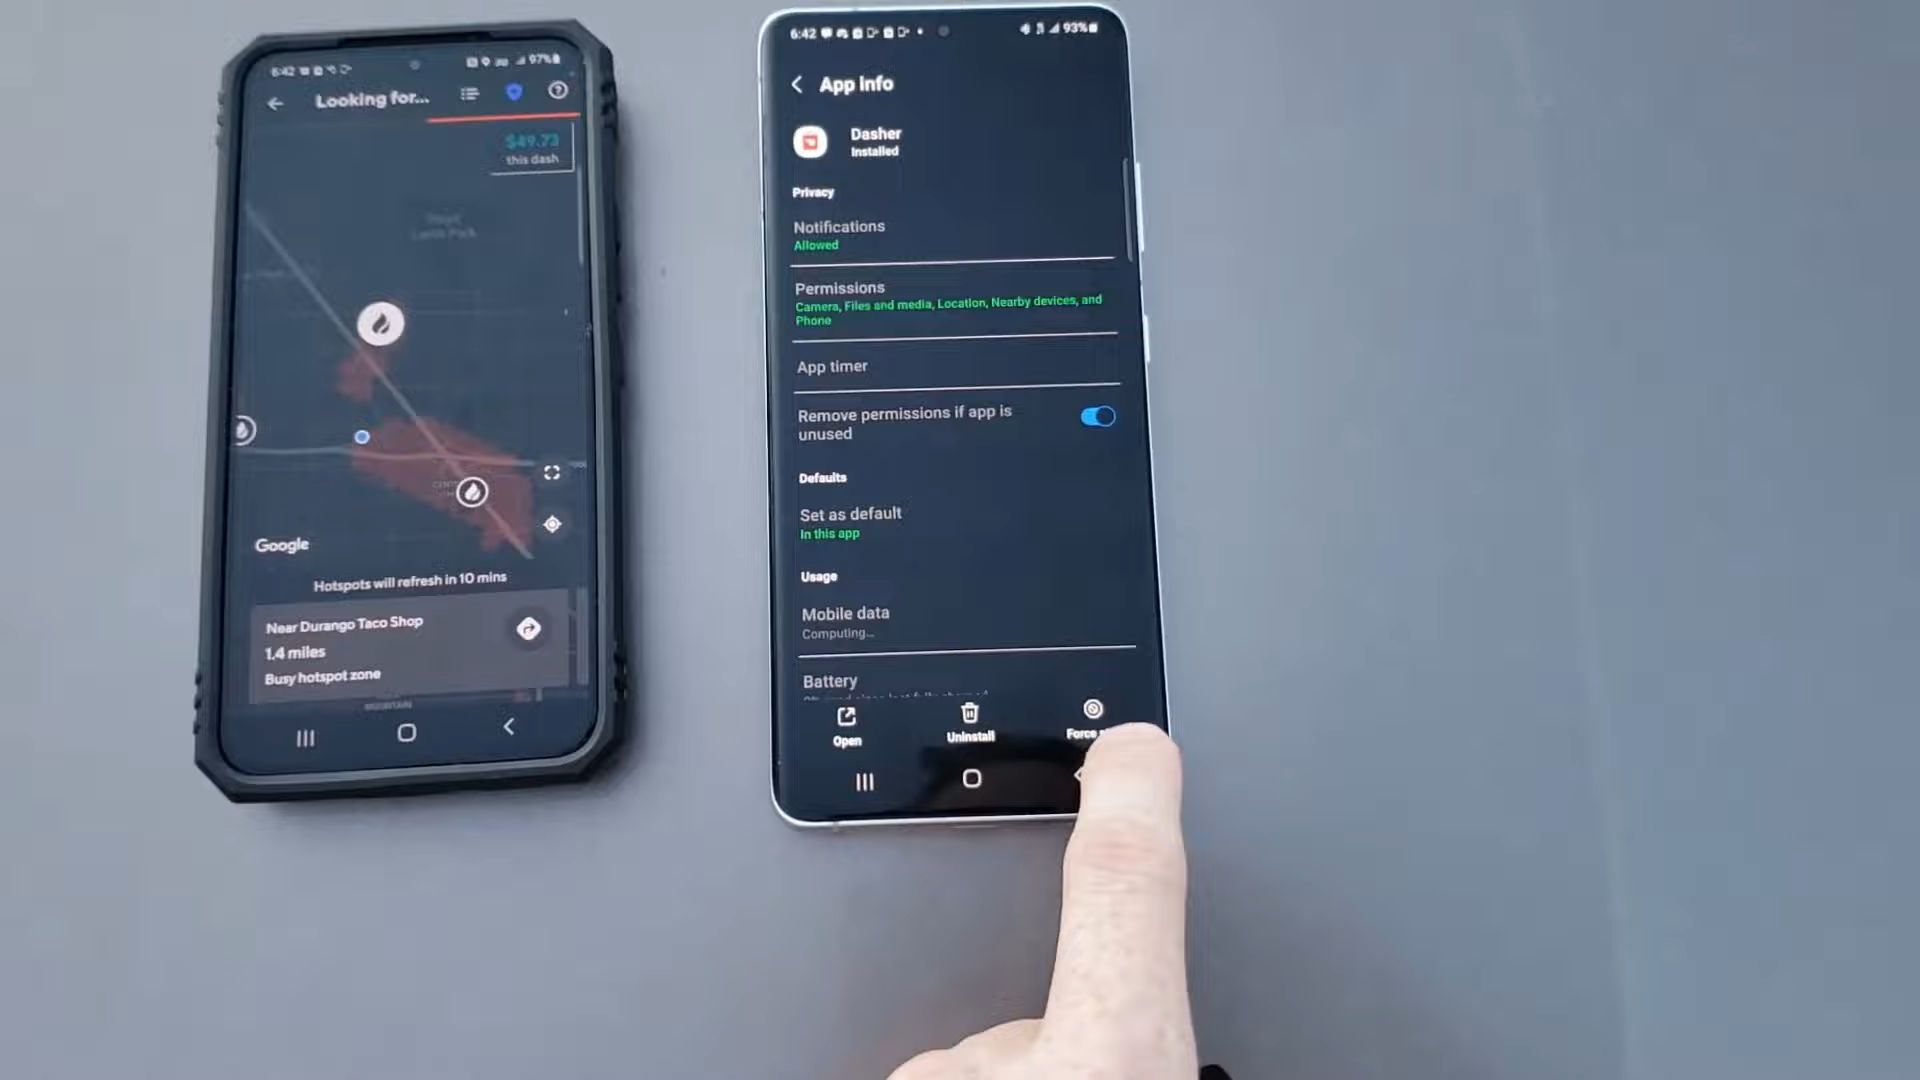 6:42
97%
Looking for...
$49.73
this dash
Google
Hotspots will refresh in 10 mins
Near Durango Taco Shop
1.4 miles
Busy hotspot zone
MOUNTAIN
6:42
93%
App info
Dasher
Installed
Privacy
Notifications
Allowed
Permissions
Camera, Files and media, Location, Nearby devices, and
Phone
App timer
Remove permissions if app is
unused
Defaults
Set as default
In this app
Usage
Mobile data
Computing...
Battery
Open
Uninstall
Force